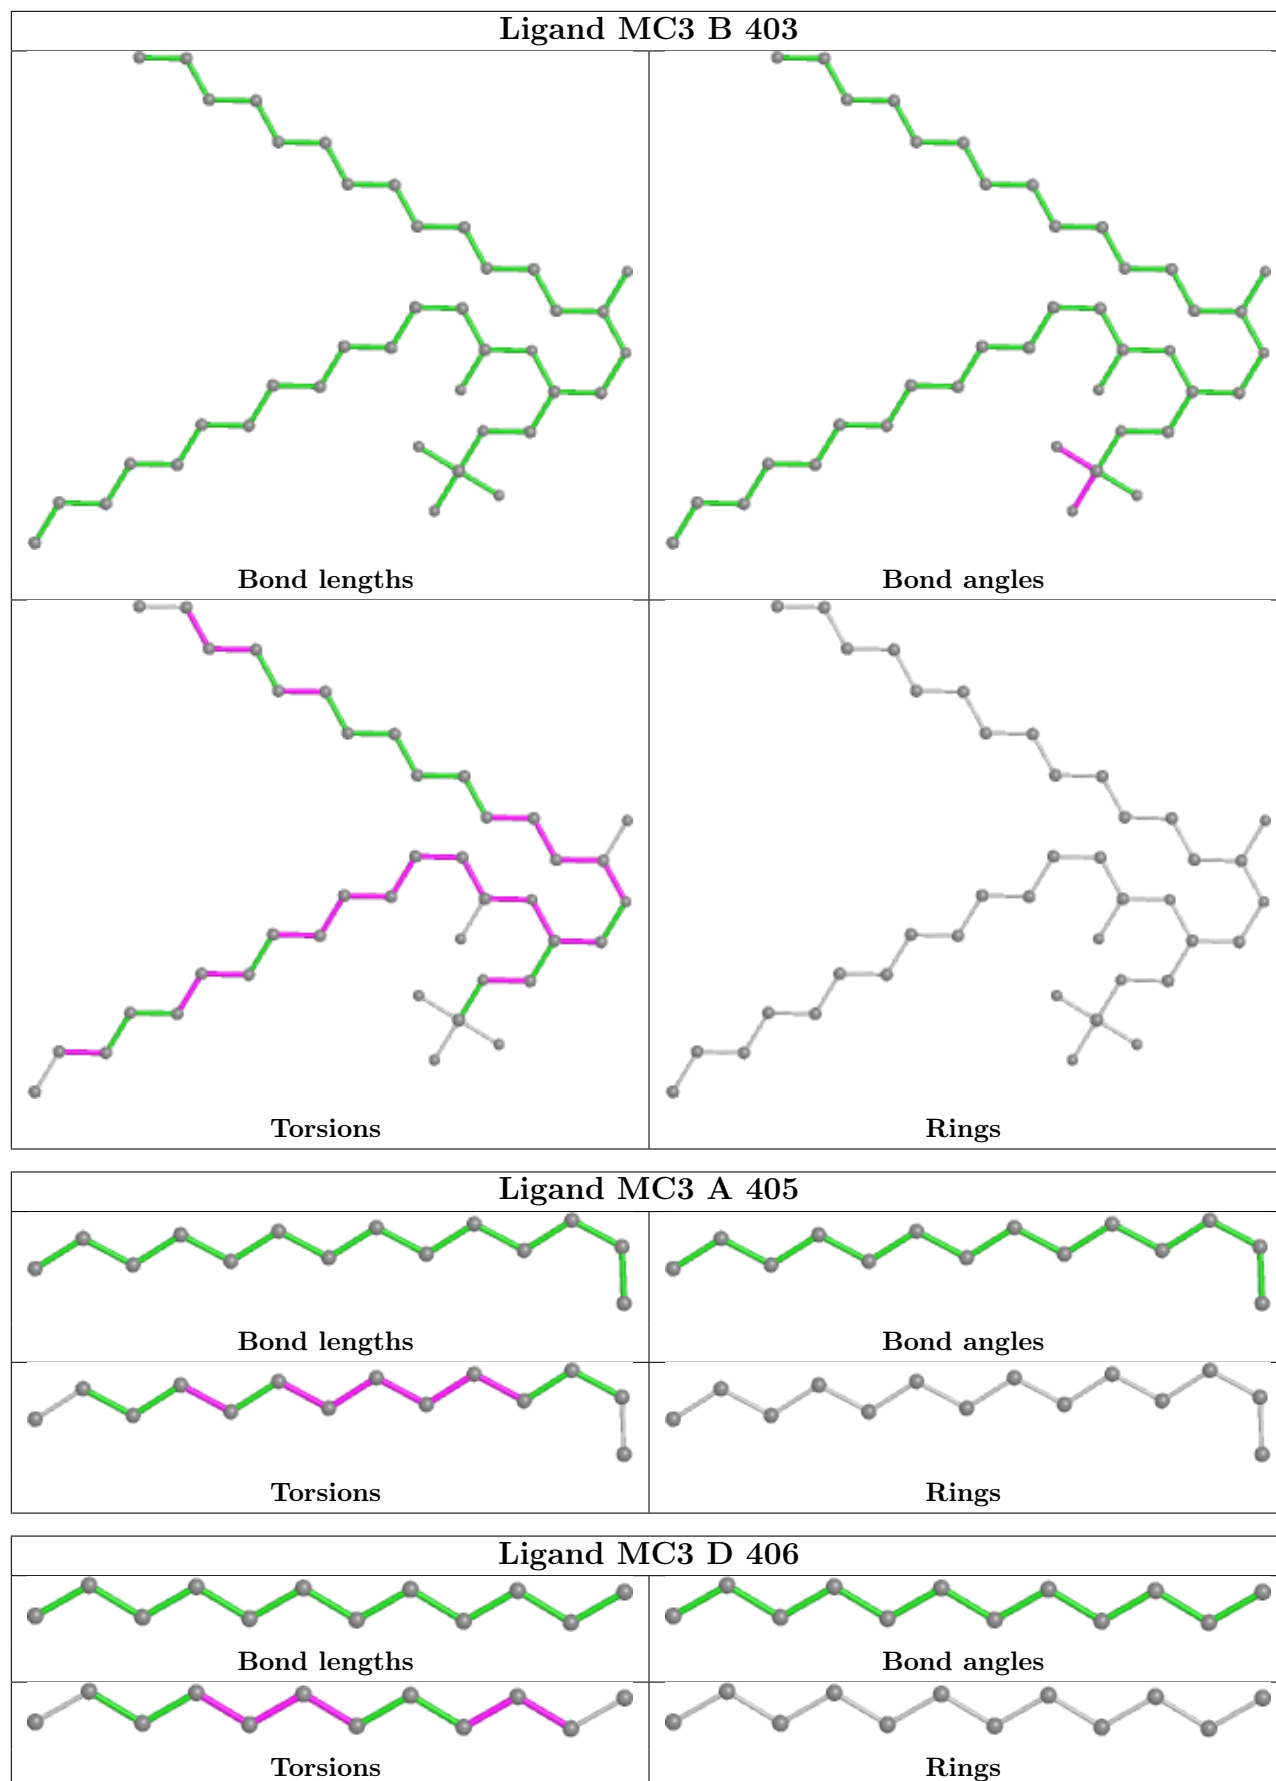 Ligand MC3 B 403
Bond lengths
Bond angles
Torsions
Rings
Ligand MC3 A 405
Bond lengths
Bond angles
Torsions
Rings
Ligand MC3 D 406
Bond lengths
Bond angles
Torsions
Rings